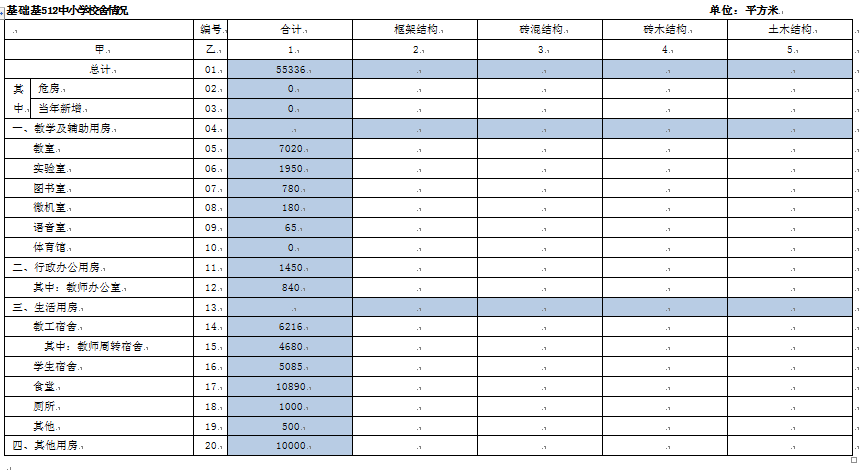 基础基512中小学校舍情况 单位：平方米
编号 合计 框架结构 砖混结构 砖木结构 土木结构
甲 乙 1 2 3 4 5
总计 01 55336
其中 危房 02 0
当年新增 03 0
一、教学及辅助用房 04
教室 05 7020
实验室 06 1950
图书室 07 780
微机室 08 180
语音室 09 65
体育馆 10 0
二、行政办公用房 11 1450
其中：教师办公室 12 840
三、生活用房 13
教工宿舍 14 6216
其中：教师周转宿舍 15 4680
学生宿舍 16 5085
食堂 17 10890
厕所 18 1000
其他 19 500
四、其他用房 20 10000